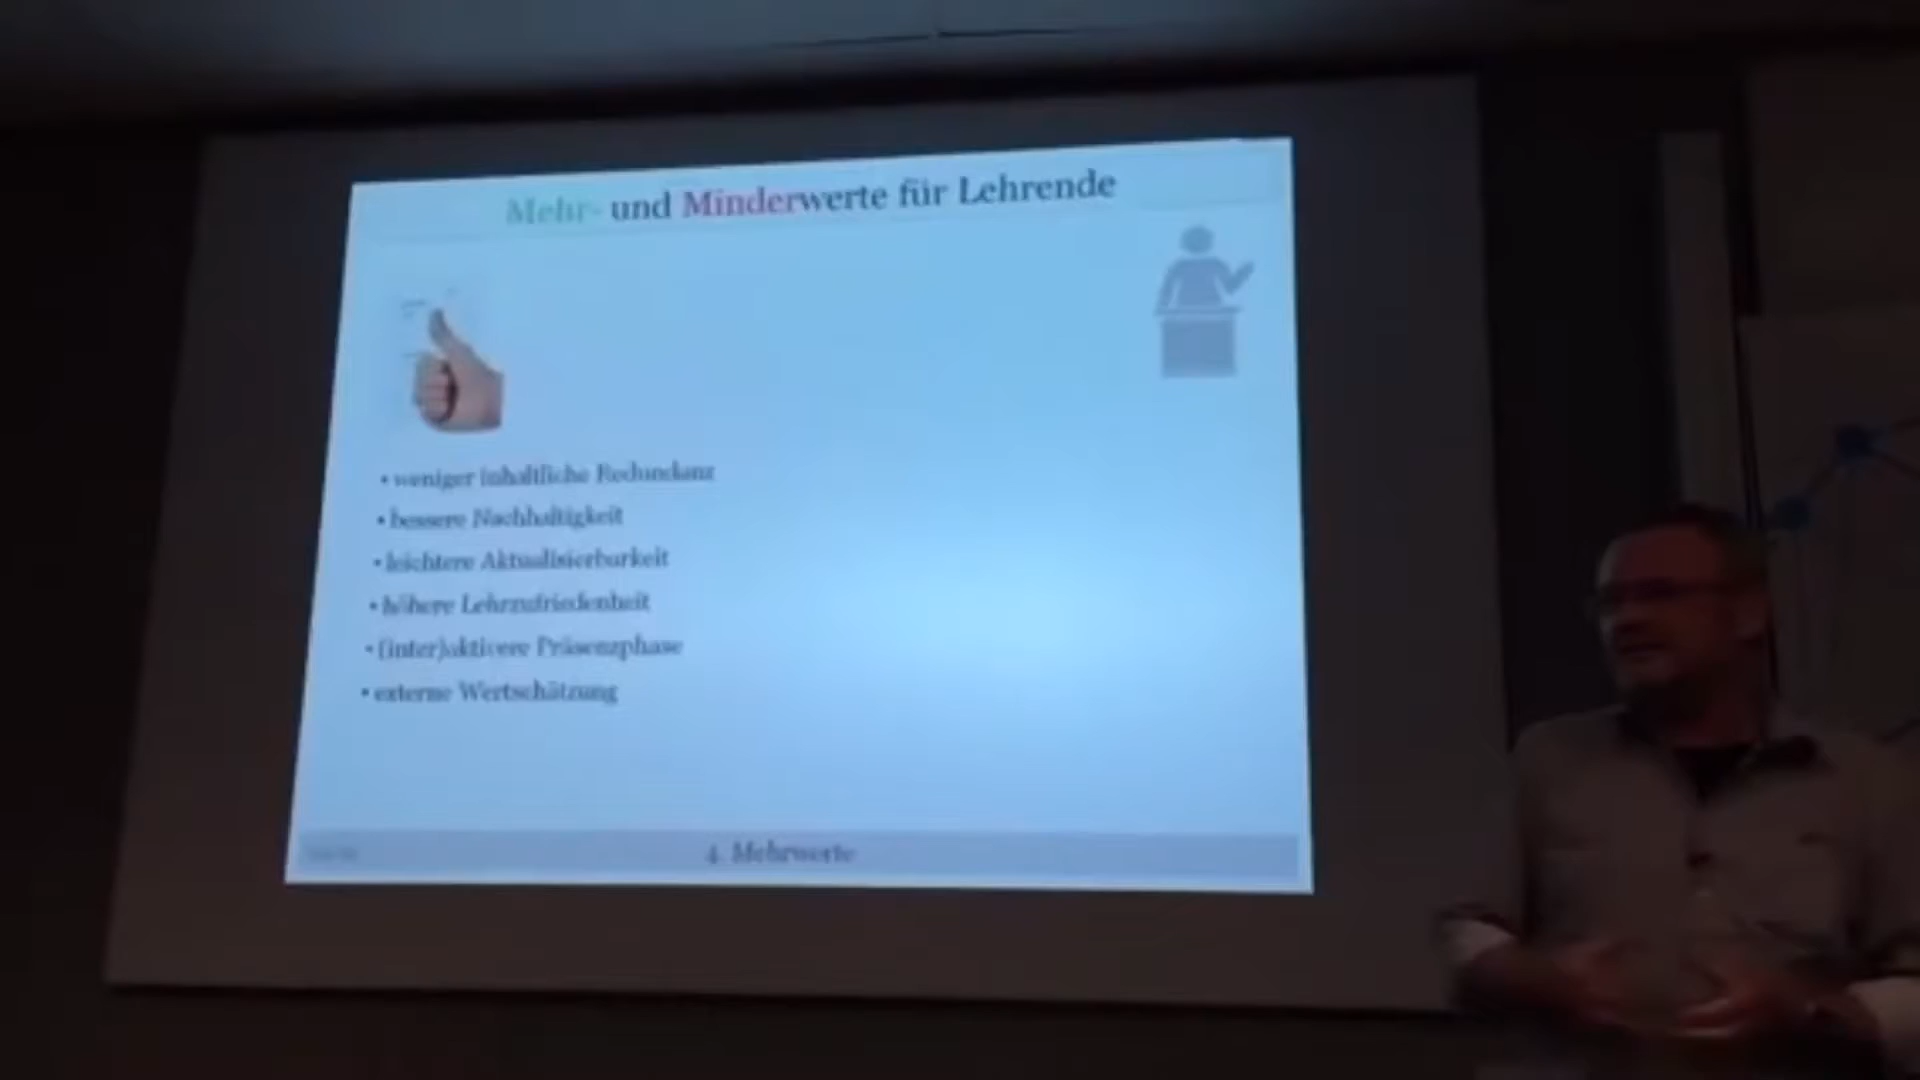 Mehr- und Minderwerte für Lehrende
• weniger inhaltliche Redundanz
• bessere Nachhaltigkeit
• leichtere Aktualisierbarkeit
• höhere Lehrzufriedenheit
• (inter)aktivere Präsenzphase
• externe Wertschätzung
4. Mehrwerte